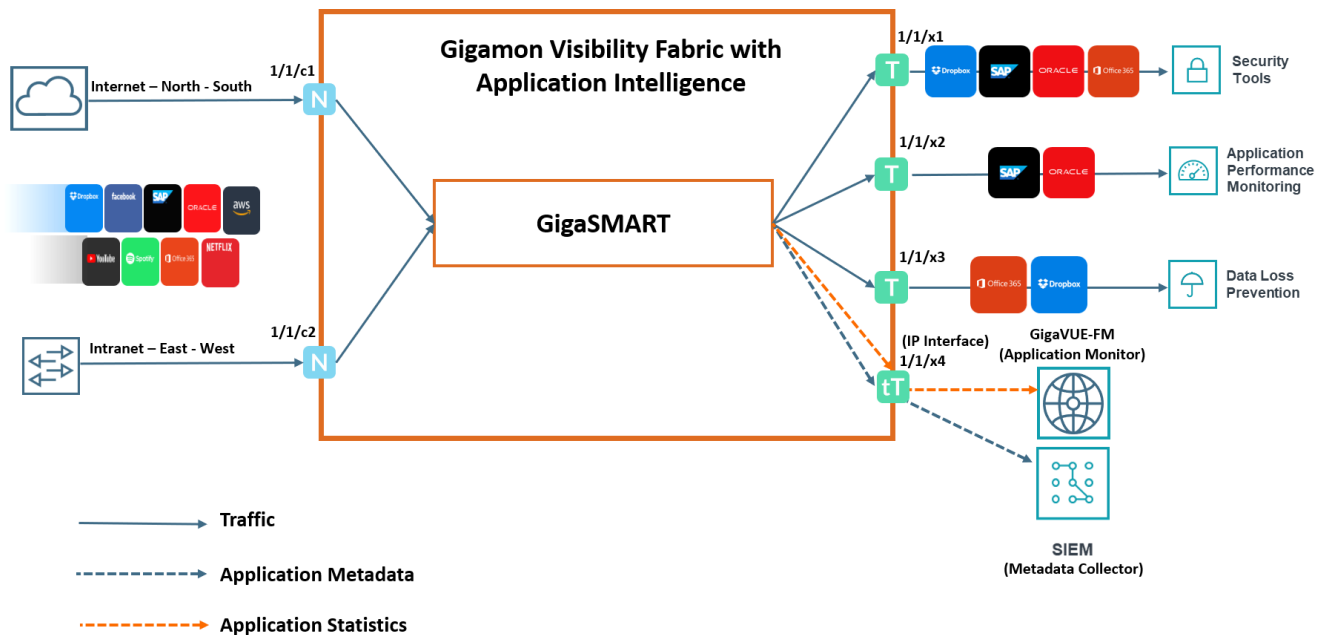 Gigamon Visibility Fabric with
Application Intelligence
1/1/c1
Internet – North - South
N
1/1/x1
T
Dropbox
SAP
ORACLE
Office 365
Security
Tools
1/1/x2
T
SAP
ORACLE
Application
Performance
Monitoring
Dropbox
facebook
SAP
ORACLE
aws
YouTube
Spotify
Office 365
NETFLIX
GigaSMART
1/1/x3
T
Office 365
Dropbox
Data Loss
Prevention
1/1/c2
Intranet – East - West
N
(IP Interface)
1/1/x4
tT
GigaVUE-FM
(Application Monitor)
SIEM
(Metadata Collector)
Traffic
Application Metadata
Application Statistics